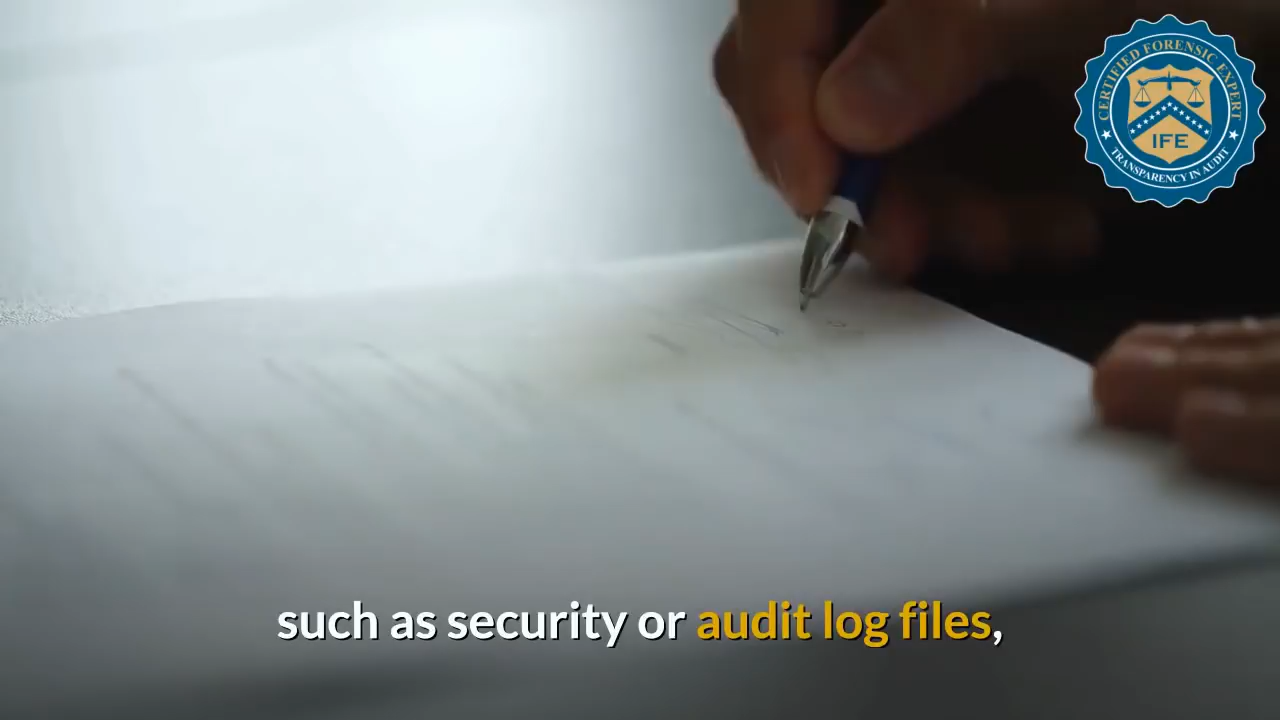 CERTIFIED FORENSIC EXPERT
IFE
TRANSPARENCY IN AUDIT
such as security or audit log files,